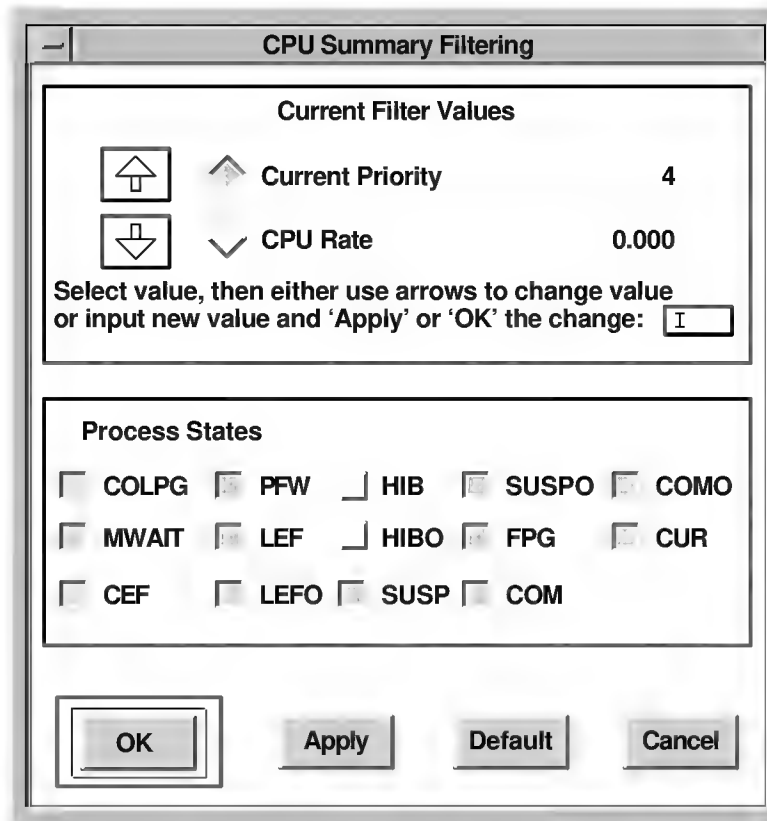 CPU Summary Filtering
Current Filter Values
Current Priority 4
CPU Rate 0.000
Select value, then either use arrows to change value
or input new value and ‘Apply’ or ‘OK’ the change:
Process States
COLPG PFW HIB SUSPO COMO
MWAIT LEF HIBO FPG CUR
CEF LEFO SUSP COM
OK Apply Default Cancel